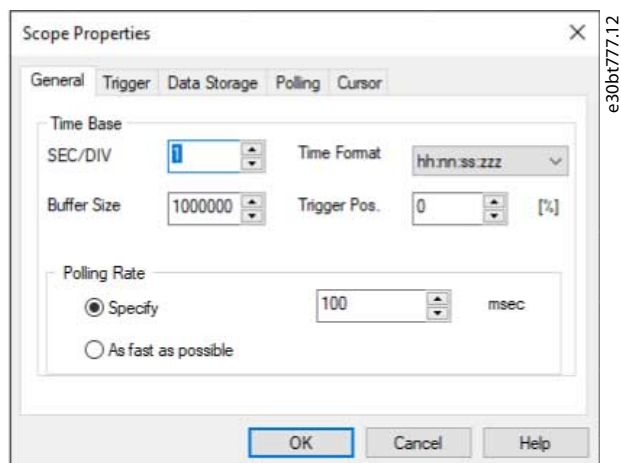 Scope Properties
General Trigger Data Storage Polling Cursor
Time Base
SEC/DIV 1 Time Format hh:nn:ss:zzz
Buffer Size 1000000 Trigger Pos. 0 [%]
Polling Rate
Specify 100 msec
As fast as possible
OK Cancel Help
e30bt777.12